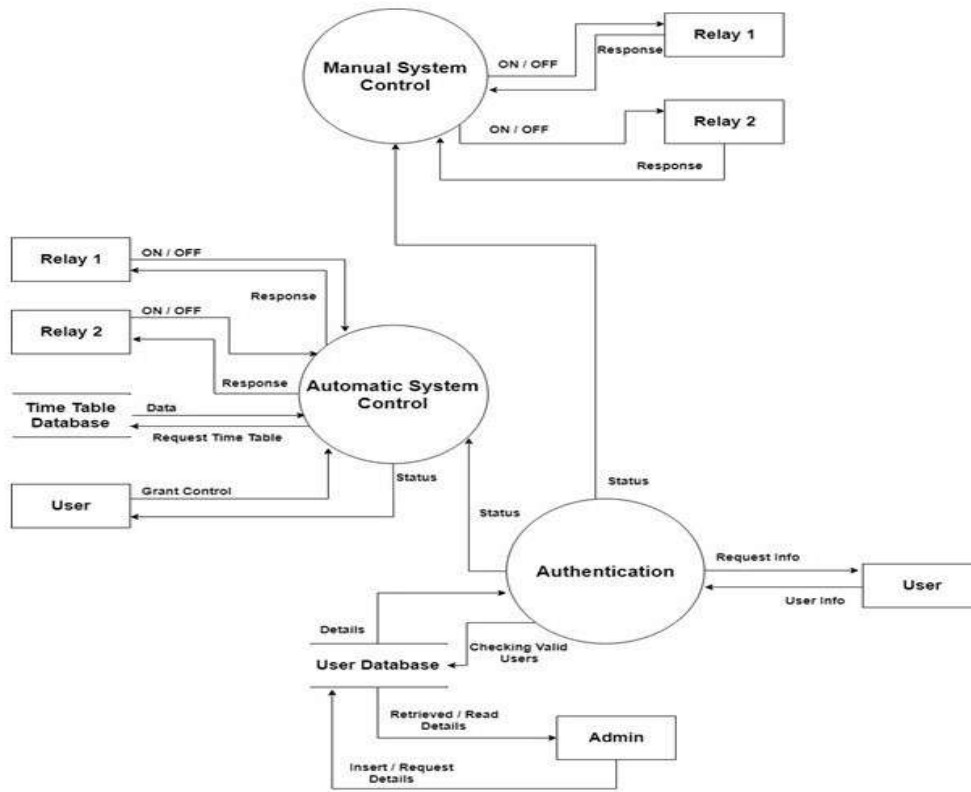 Manual System
Control
ON / OFF
Response
Relay 1
ON / OFF
Relay 2
Response
Relay 1
ON / OFF
Response
Relay 2
ON / OFF
Response
Automatic System
Control
Time Table
Database
Data
Request Time Table
User
Grant Control
Status
Status
Status
Authentication
Request Info
User Info
User
Details
Checking Valid
Users
User Database
Retrieved / Read
Details
Admin
Insert / Request
Details